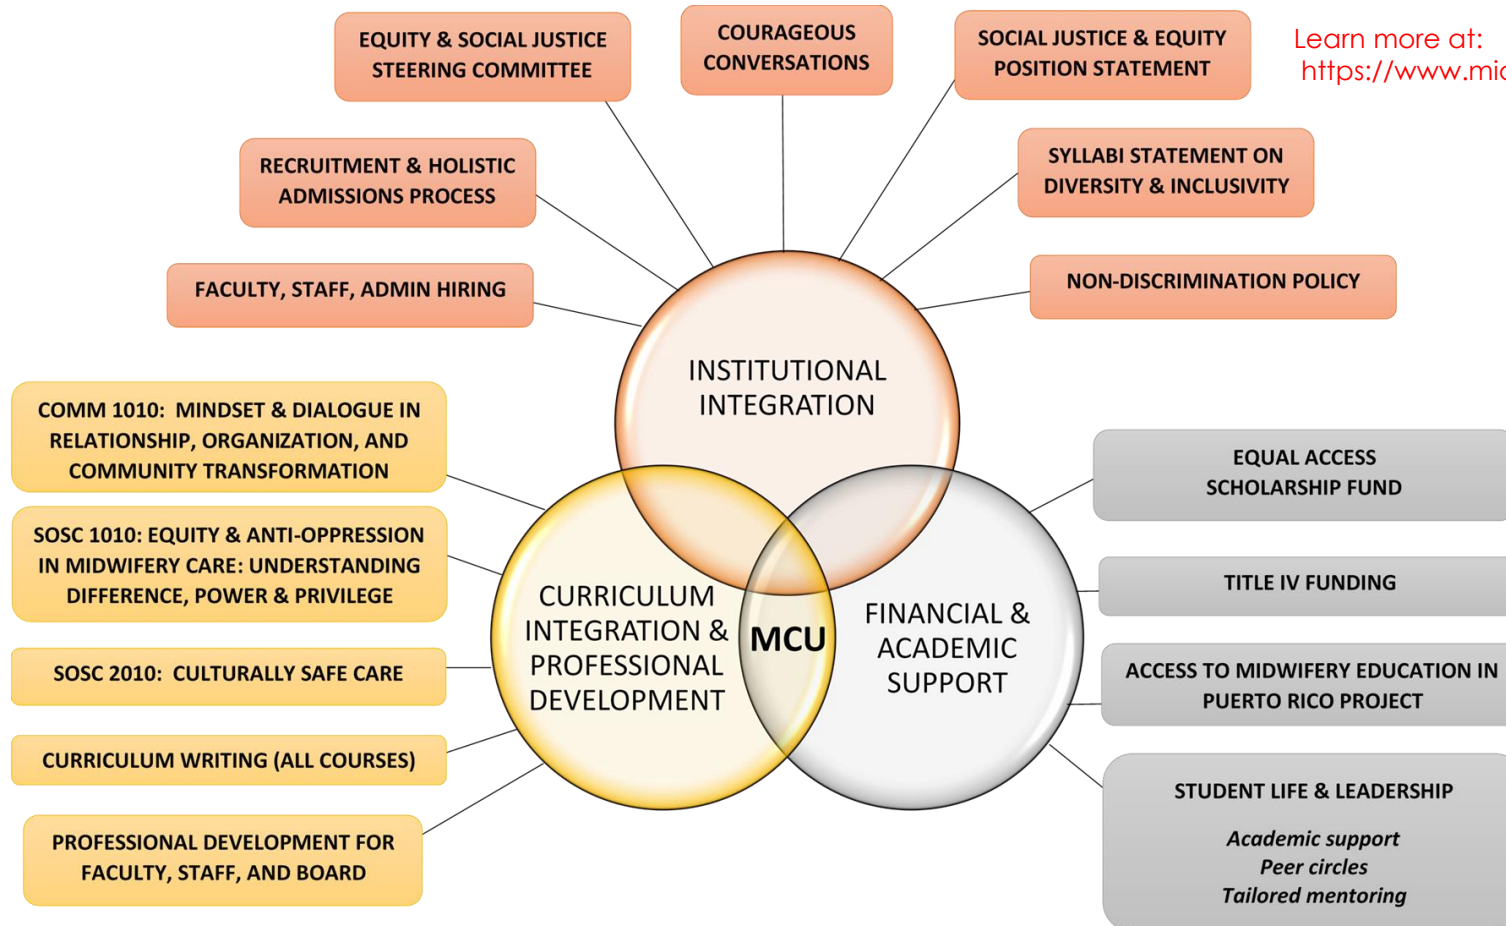 EQUITY & SOCIAL JUSTICE
STEERING COMMITTEE
COURAGEOUS
CONVERSATIONS
SOCIAL JUSTICE & EQUITY
POSITION STATEMENT
Learn more at:
https://www.mid
RECRUITMENT & HOLISTIC
ADMISSIONS PROCESS
SYLLABI STATEMENT ON
DIVERSITY & INCLUSIVITY
FACULTY, STAFF, ADMIN HIRING
NON-DISCRIMINATION POLICY
INSTITUTIONAL
INTEGRATION
COMM 1010: MINDSET & DIALOGUE IN
RELATIONSHIP, ORGANIZATION, AND
COMMUNITY TRANSFORMATION
SOSC 1010: EQUITY & ANTI-OPPRESSION
IN MIDWIFERY CARE: UNDERSTANDING
DIFFERENCE, POWER & PRIVILEGE
SOSC 2010: CULTURALLY SAFE CARE
CURRICULUM WRITING (ALL COURSES)
PROFESSIONAL DEVELOPMENT FOR
FACULTY, STAFF, AND BOARD
CURRICULUM
INTEGRATION &
PROFESSIONAL
DEVELOPMENT
MCU
FINANCIAL &
ACADEMIC
SUPPORT
EQUAL ACCESS
SCHOLARSHIP FUND
TITLE IV FUNDING
ACCESS TO MIDWIFERY EDUCATION IN
PUERTO RICO PROJECT
STUDENT LIFE & LEADERSHIP
Academic support
Peer circles
Tailored mentoring